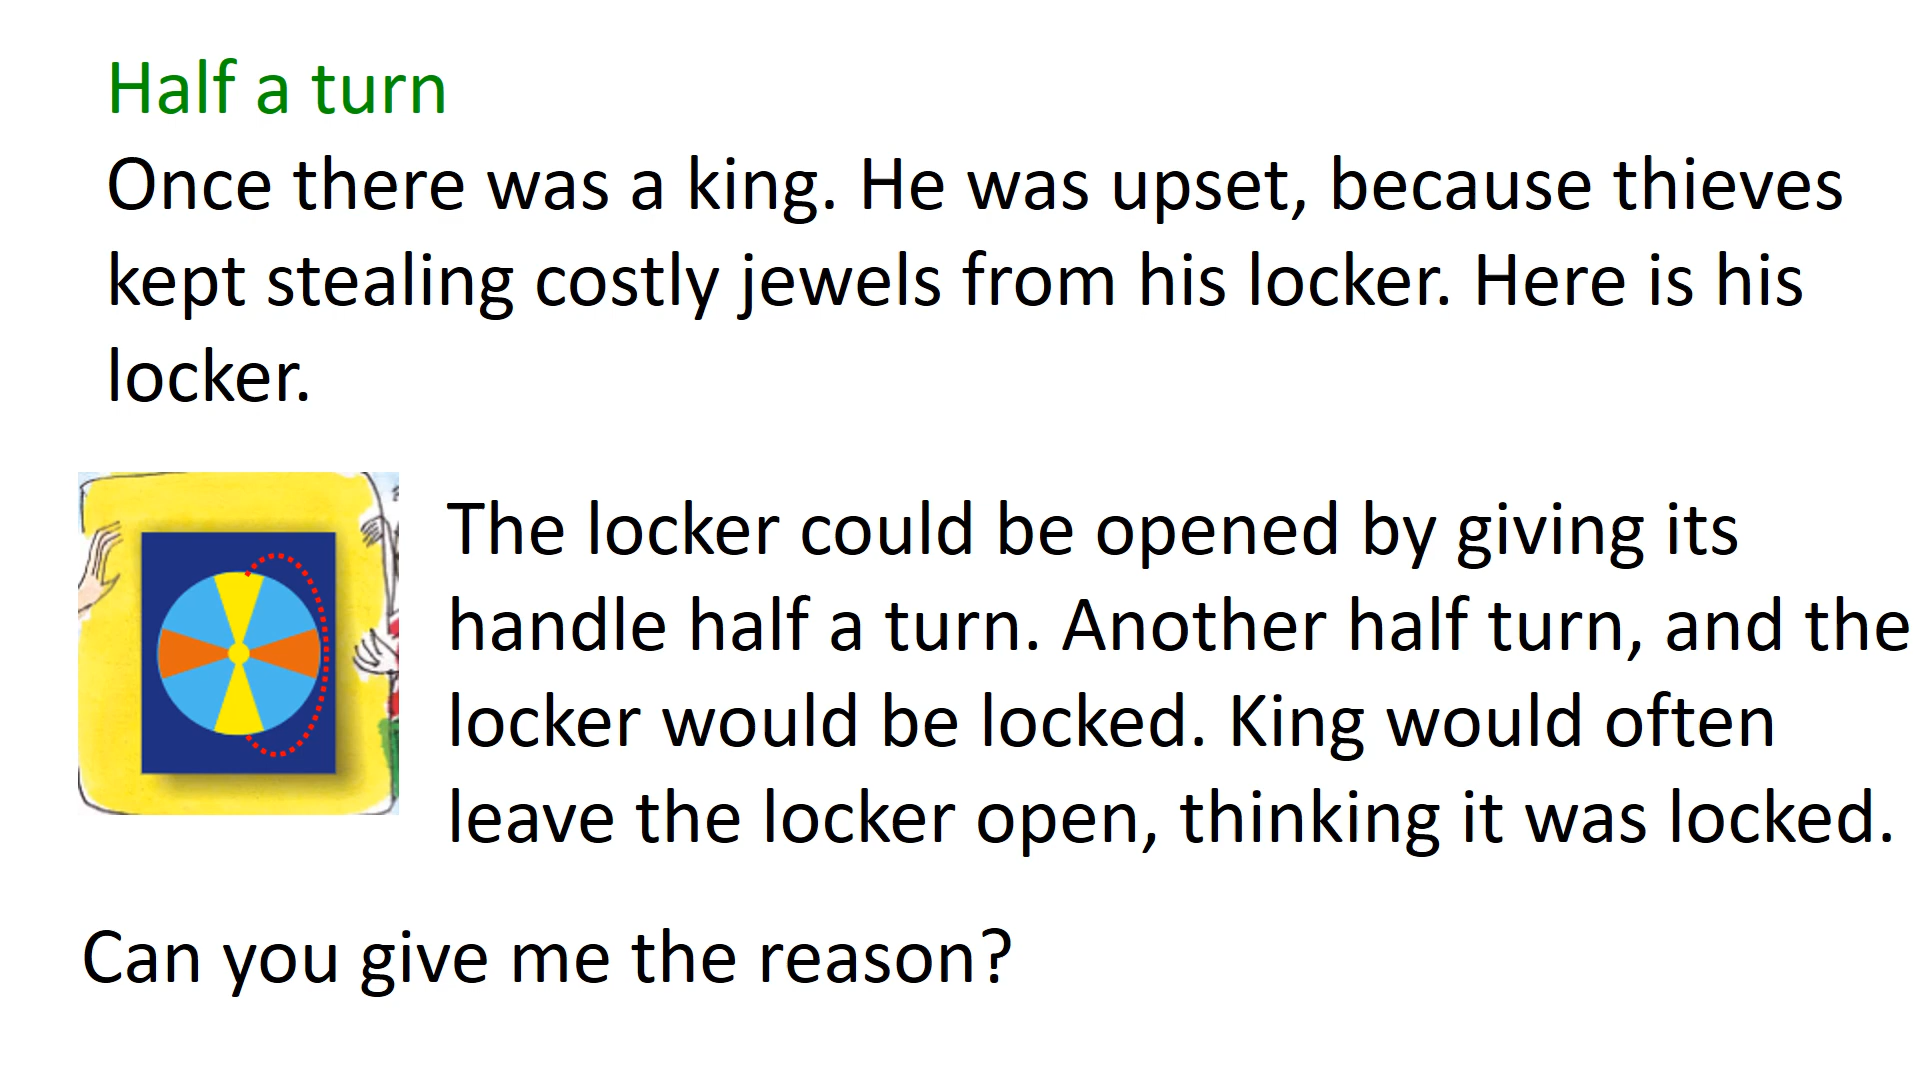 Half a turn
Once there was a king. He was upset, because thieves
kept stealing costly jewels from his locker. Here is his
locker.
The locker could be opened by giving its
handle half a turn. Another half turn, and the
locker would be locked. King would often
leave the locker open, thinking it was locked.
Can you give me the reason?